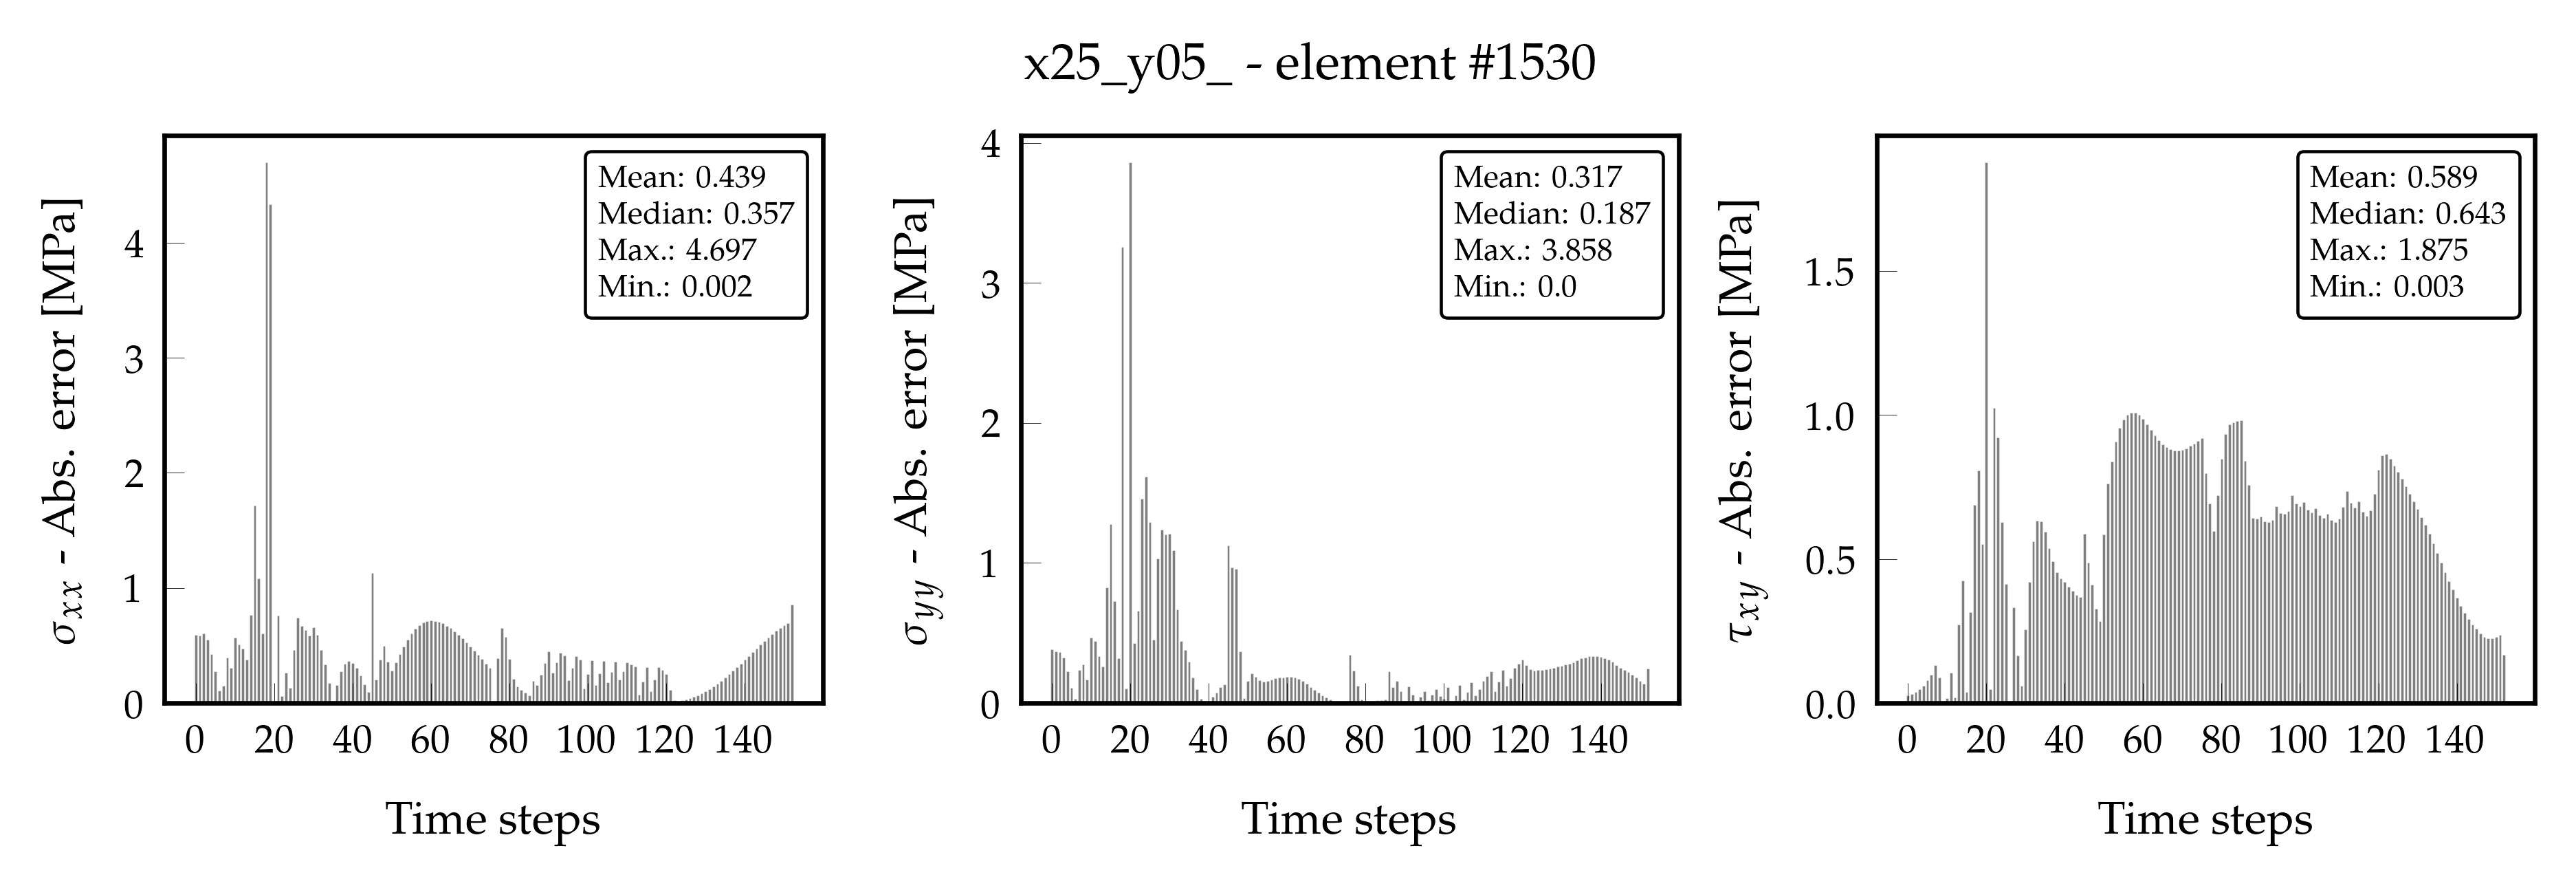 x25_y05_ - element #1530
σxx - Abs. error [MPa]
4
3
2
1
0
Mean: 0.439
Median: 0.357
Max.: 4.697
Min.: 0.002
0 20 40 60 80 100 120 140
Time steps
σyy - Abs. error [MPa]
4
3
2
1
0
Mean: 0.317
Median: 0.187
Max.: 3.858
Min.: 0.0
0 20 40 60 80 100 120 140
Time steps
τxy - Abs. error [MPa]
1.5
1.0
0.5
0.0
Mean: 0.589
Median: 0.643
Max.: 1.875
Min.: 0.003
0 20 40 60 80 100 120 140
Time steps